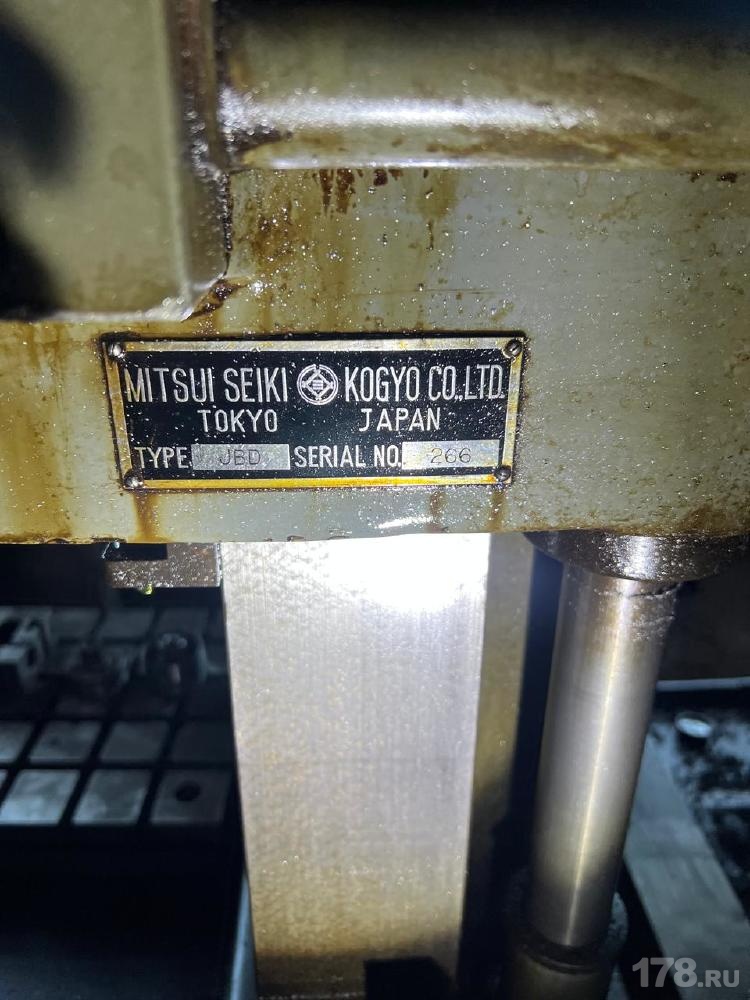 MITSUI SEIKI KOGYO CO.,LTD.
TOKYO JAPAN
TYPE JBD SERIAL NO. 266
178.RU